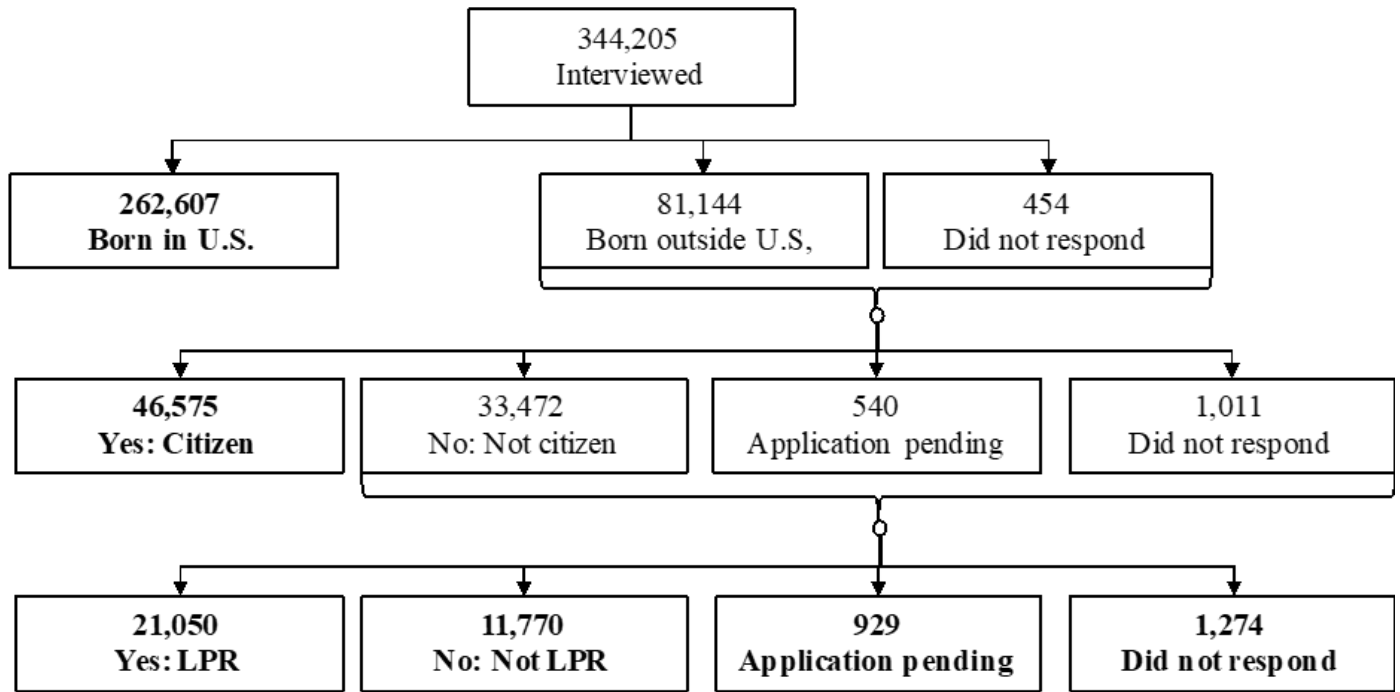 344,205
Interviewed
262,607
Born in U.S.
81,144
Born outside U.S,
454
Did not respond
46,575
Yes: Citizen
33,472
No: Not citizen
540
Application pending
1,011
Did not respond
21,050
Yes: LPR
11,770
No: Not LPR
929
Application pending
1,274
Did not respond